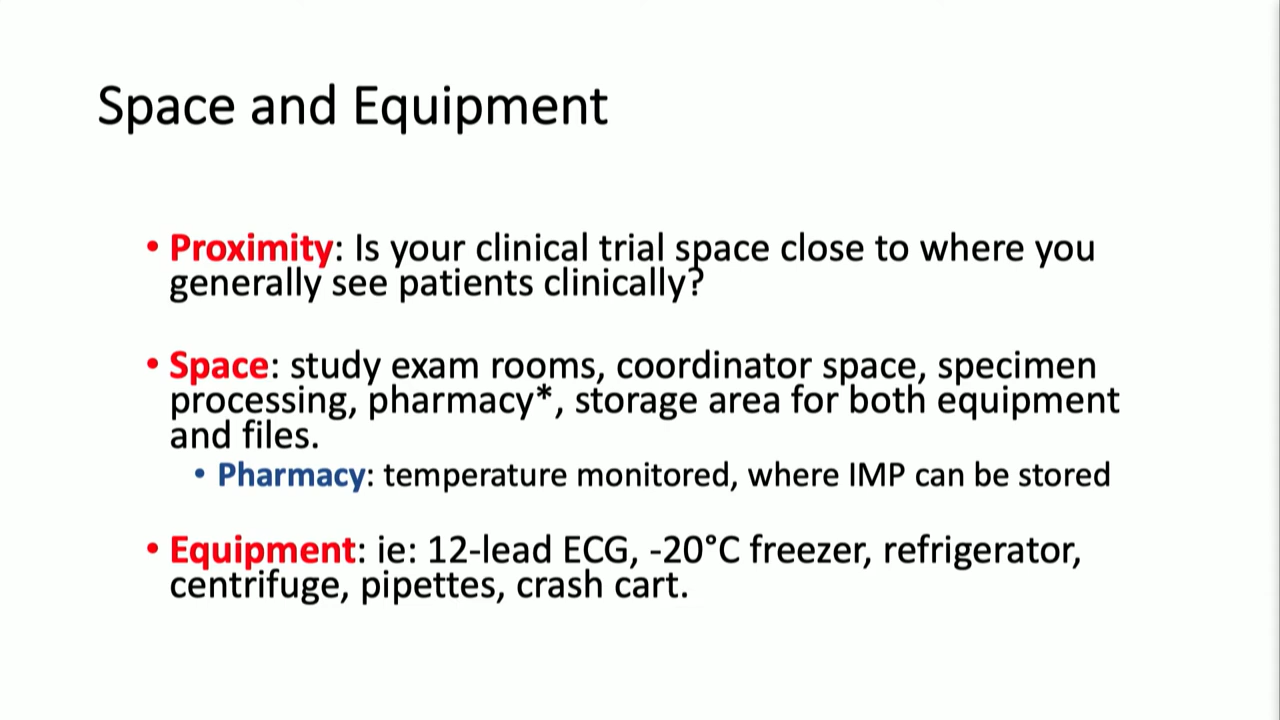 Space and Equipment
• Proximity: Is your clinical trial space close to where you
generally see patients clinically?
• Space: study exam rooms, coordinator space, specimen
processing, pharmacy*, storage area for both equipment
and files.
• Pharmacy: temperature monitored, where IMP can be stored
• Equipment: ie: 12-lead ECG, -20°C freezer, refrigerator,
centrifuge, pipettes, crash cart.